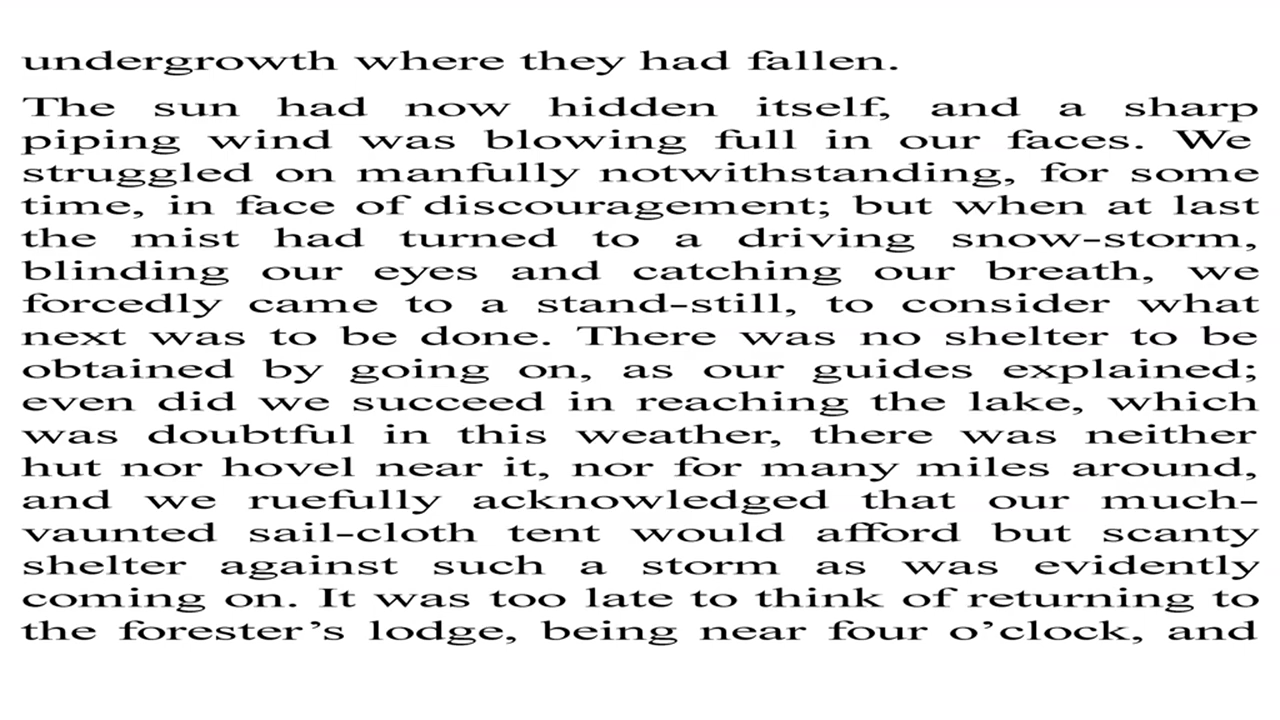 undergrowth where they had fallen.
The sun had now hidden itself, and a sharp
piping wind was blowing full in our faces. We
struggled on manfully notwithstanding, for some
time, in face of discouragement; but when at last
the mist had turned to a driving snow-storm,
blinding our eyes and catching our breath, we
forcedly came to a stand-still, to consider what
next was to be done. There was no shelter to be
obtained by going on, as our guides explained;
even did we succeed in reaching the lake, which
was doubtful in this weather, there was neither
hut nor hovel near it, nor for many miles around,
and we ruefully acknowledged that our much-
vaunted sail-cloth tent would afford but scanty
shelter against such a storm as was evidently
coming on. It was too late to think of returning to
the forester’s lodge, being near four o’clock, and